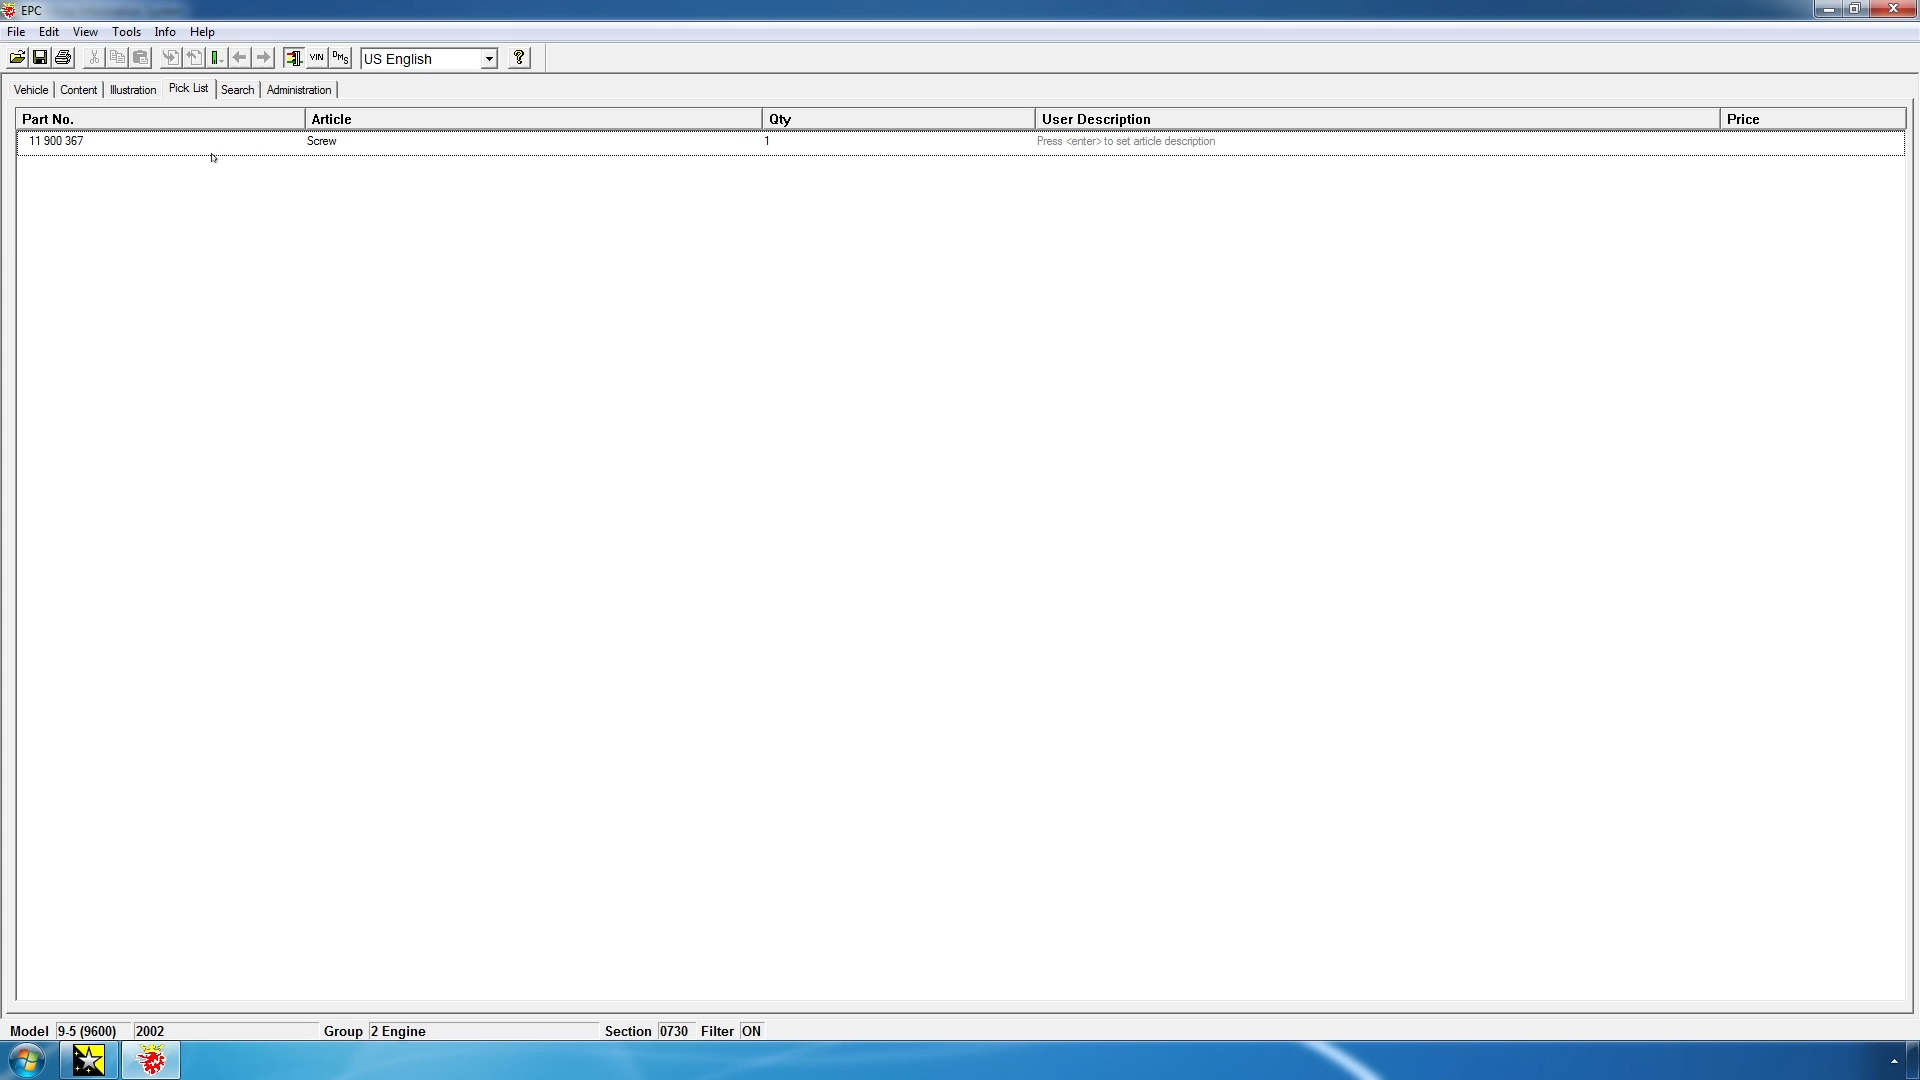 EPC
File Edit View Tools Info Help
VIN DMS US English ?
Vehicle Content Illustration Pick List Search Administration
Part No. Article Qty User Description Price
11 900 367 Screw 1 Press <enter> to set article description
Model 9-5 (9600) 2002 Group 2 Engine Section 0730 Filter ON